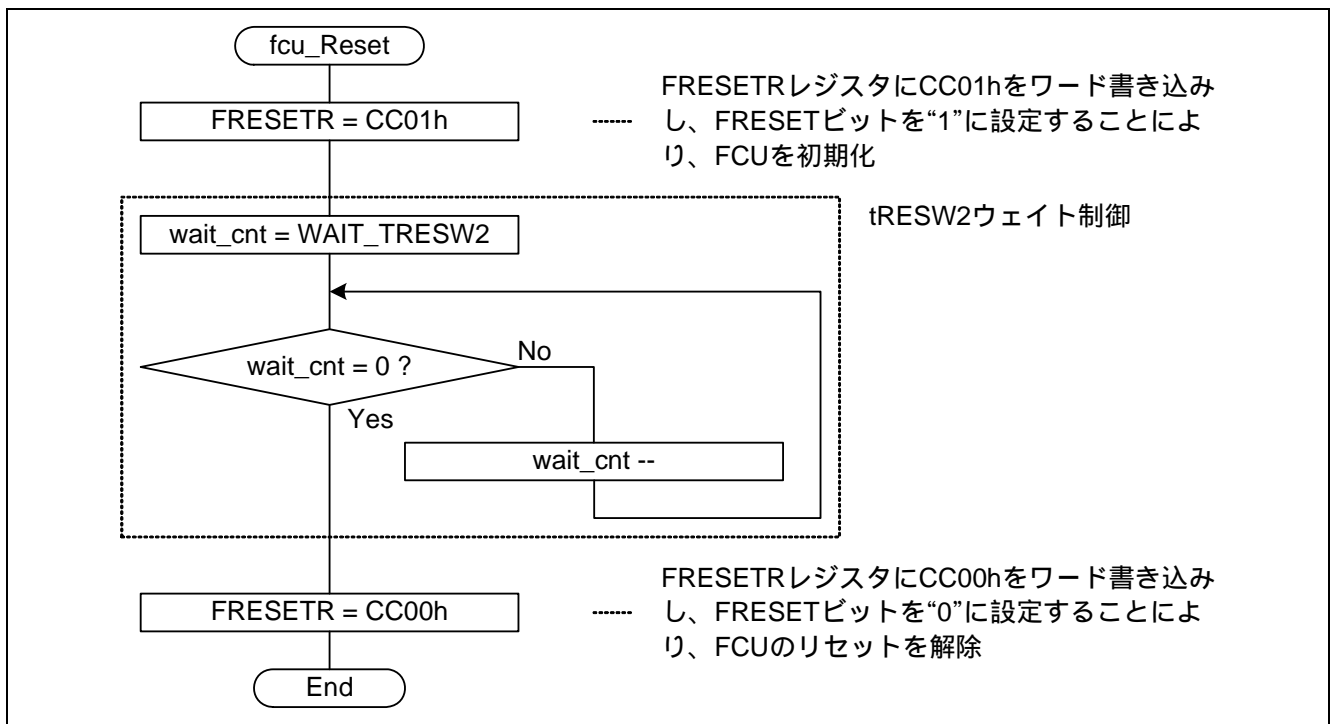 fcu_Reset
FRESETR = CC01h
FRESETRレジスタにCC01hをワード書き込み
し、FRESETビットを“1”に設定することによ
り、FCUを初期化
tRESW2ウェイト制御
wait_cnt = WAIT_TRESW2
wait_cnt = 0 ?
No
Yes
wait_cnt --
FRESETR = CC00h
FRESETRレジスタにCC00hをワード書き込み
し、FRESETビットを“0”に設定することによ
り、FCUのリセットを解除
End